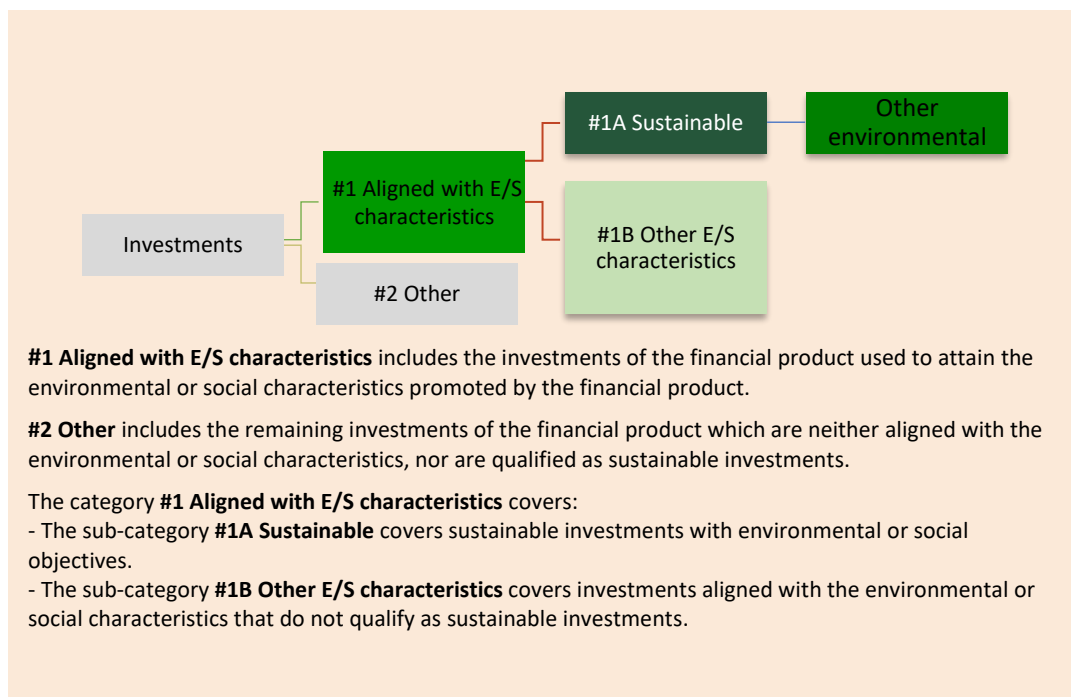 #1A Sustainable
Other
environmental
#1 Aligned with E/S
characteristics
Investments
#1B Other E/S
characteristics
#2 Other
#1 Aligned with E/S characteristics includes the investments of the financial product used to attain the
environmental or social characteristics promoted by the financial product.
#2 Other includes the remaining investments of the financial product which are neither aligned with the
environmental or social characteristics, nor are qualified as sustainable investments.
The category #1 Aligned with E/S characteristics covers:
- The sub-category #1A Sustainable covers sustainable investments with environmental or social
objectives.
- The sub-category #1B Other E/S characteristics covers investments aligned with the environmental or
social characteristics that do not qualify as sustainable investments.